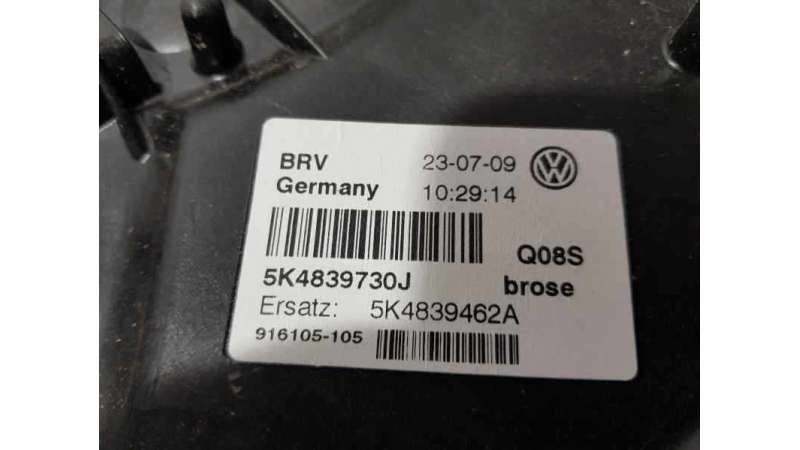 BRV 23-07-09
Germany 10:29:14
Q08S
5K4839730J brose
Ersatz: 5K4839462A
916105-105